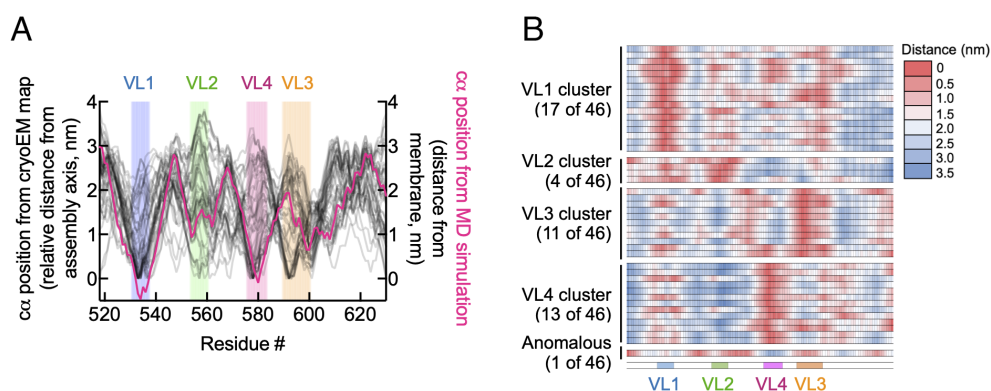 A
VL1 VL2 VL4 VL3
cα position from cryoEM map
(relative distance from
assembly axis, nm)
4
3
2
1
0
4
3
2
1
0
(distance from
membrane, nm)
cα position from MD simulation
520 540 560 580 600 620
Residue #
B
VL1 cluster
(17 of 46)
VL2 cluster
(4 of 46)
VL3 cluster
(11 of 46)
VL4 cluster
(13 of 46)
Anomalous
(1 of 46)
VL1 VL2 VL4 VL3
Distance (nm)
0
0.5
1.0
1.5
2.0
2.5
3.0
3.5